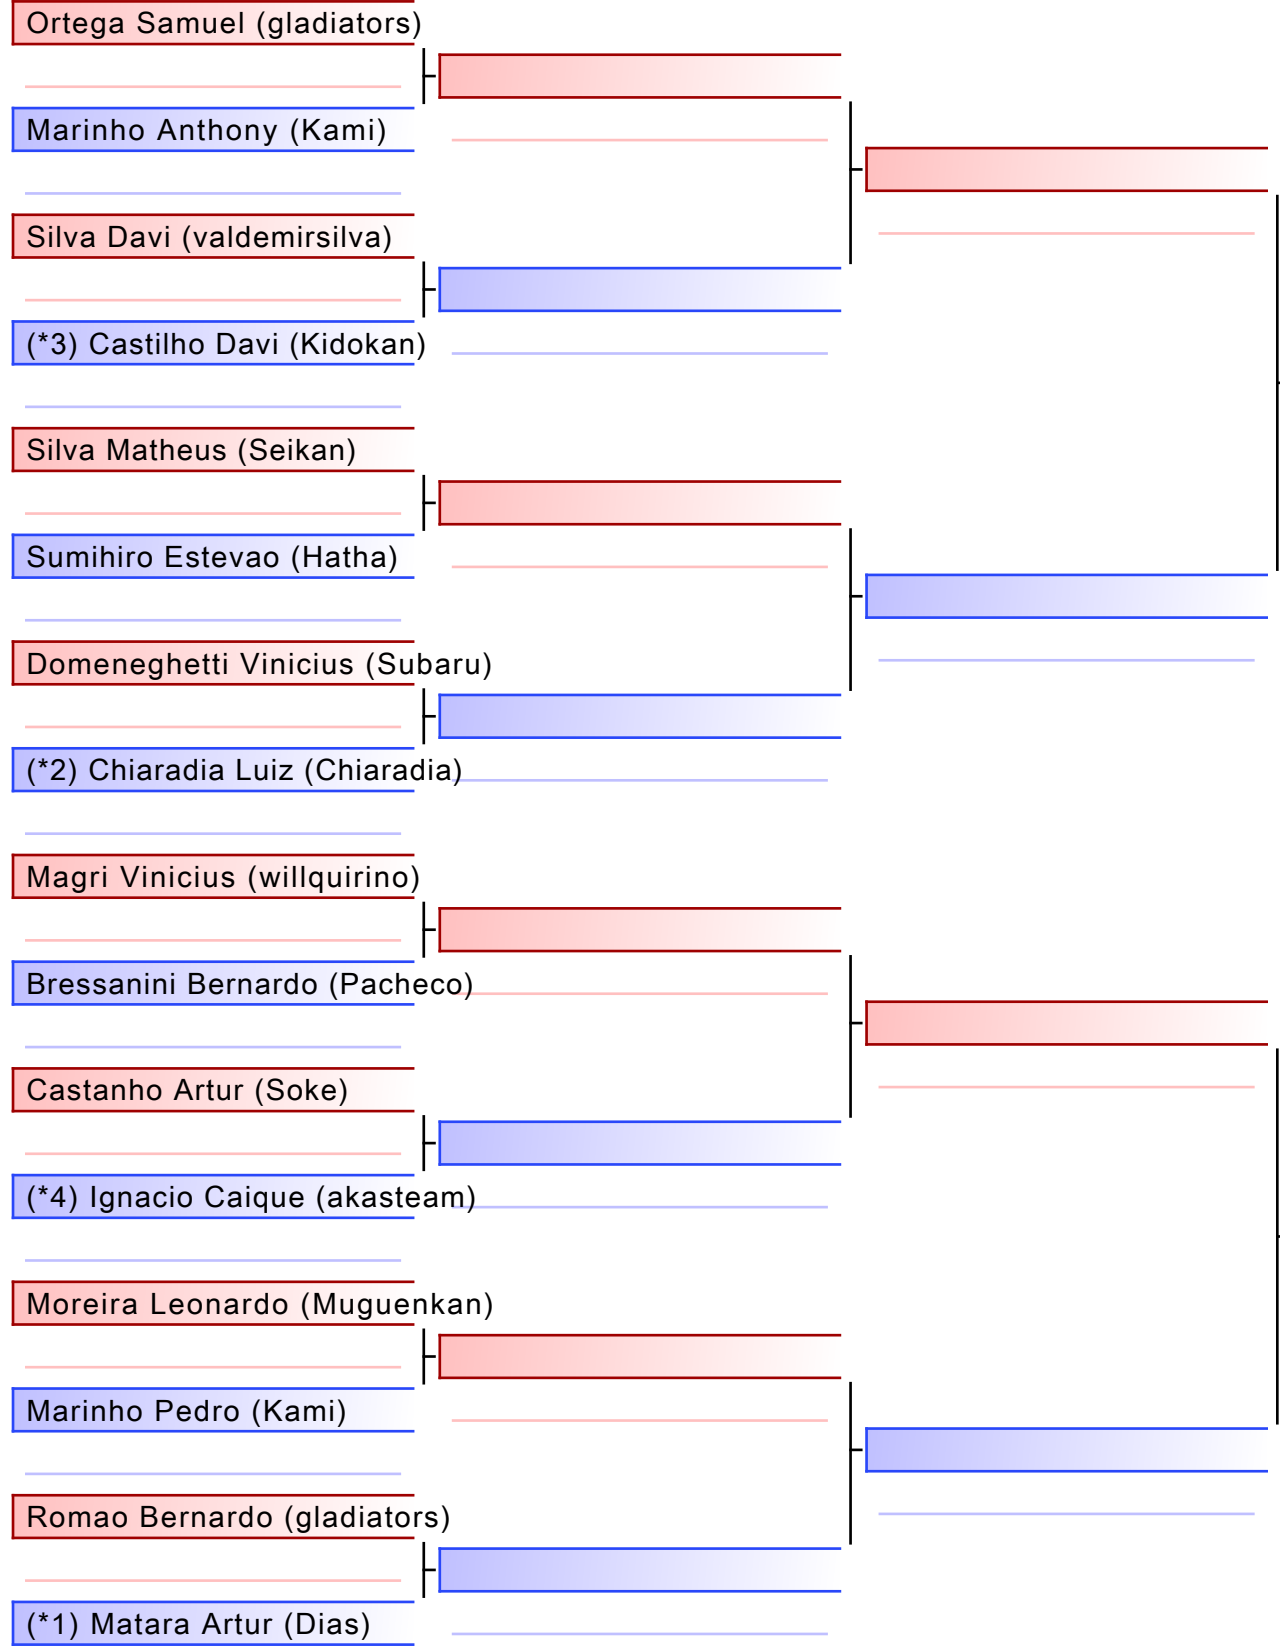 Ortega Samuel (gladiators)
Marinho Anthony (Kami)
Silva Davi (valdemirsilva)
(*3) Castilho Davi (Kidokan)
Silva Matheus (Seikan)
Sumihiro Estevao (Hatha)
Domeneghetti Vinicius (Subaru)
(*2) Chiaradia Luiz (Chiaradia)
Magri Vinicius (willquirino)
Bressanini Bernardo (Pacheco)
Castanho Artur (Soke)
(*4) Ignacio Caique (akasteam)
Moreira Leonardo (Muguenkan)
Marinho Pedro (Kami)
Romao Bernardo (gladiators)
(*1) Matara Artur (Dias)